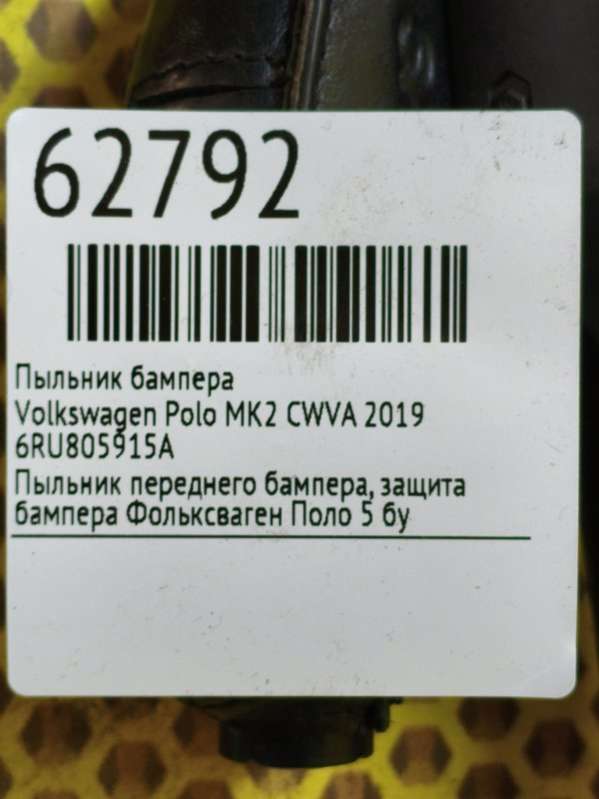 62792
Пыльник бампера
Volkswagen Polo MK2 CWVA 2019
6RU805915A
Пыльник переднего бампера, защита
бампера Фольксваген Поло 5 бу